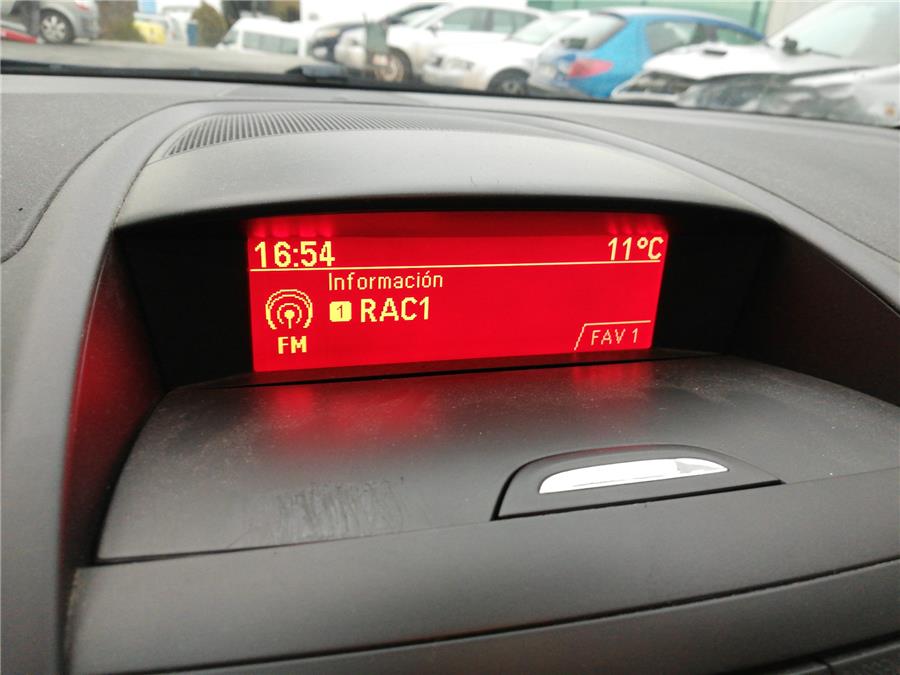 16:54 11°C
Información
1 RAC1
FM
FAV 1